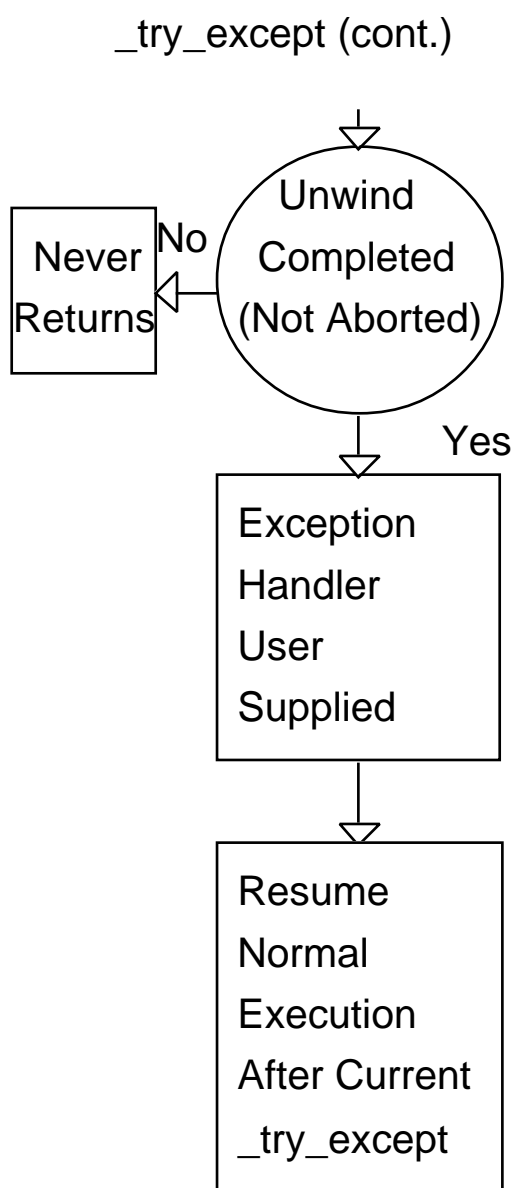 _try_except (cont.)
Unwind
Completed
(Not Aborted)
No
Never
Returns
Yes
Exception
Handler
User
Supplied
Resume
Normal
Execution
After Current
_try_except